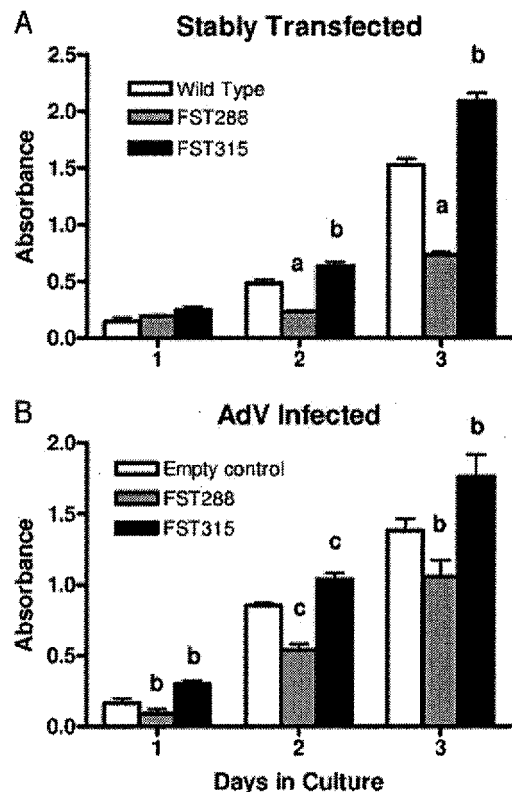 A
Stably Transfected
2.5
2.0
1.5
1.0
0.5
0.0
Absorbance
Wild Type
FST288
FST315
a
b
a
b
1
2
3
B
AdV Infected
2.0
1.5
1.0
0.5
0.0
Absorbance
Empty control
FST288
FST315
b
b
c
c
b
b
1
2
3
Days in Culture